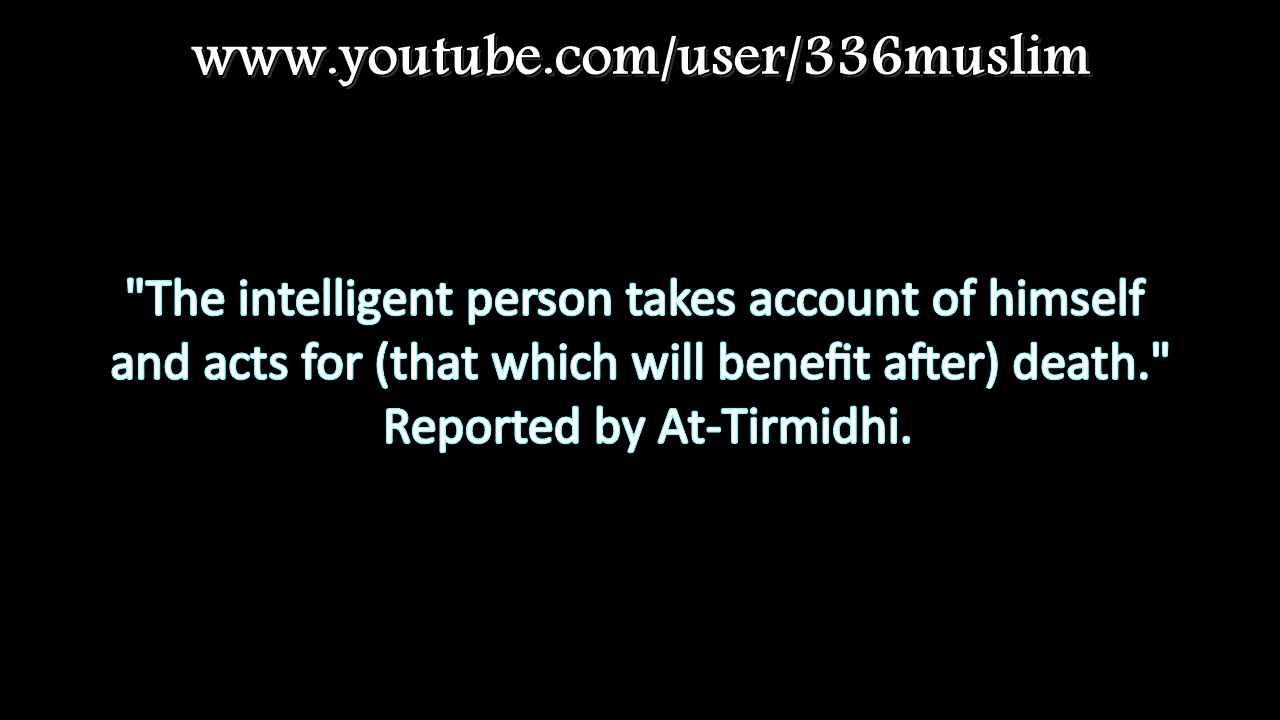 www.youtube.com/user/336muslim
"The intelligent person takes account of himself
and acts for (that which will benefit after) death."
Reported by At-Tirmidhi.